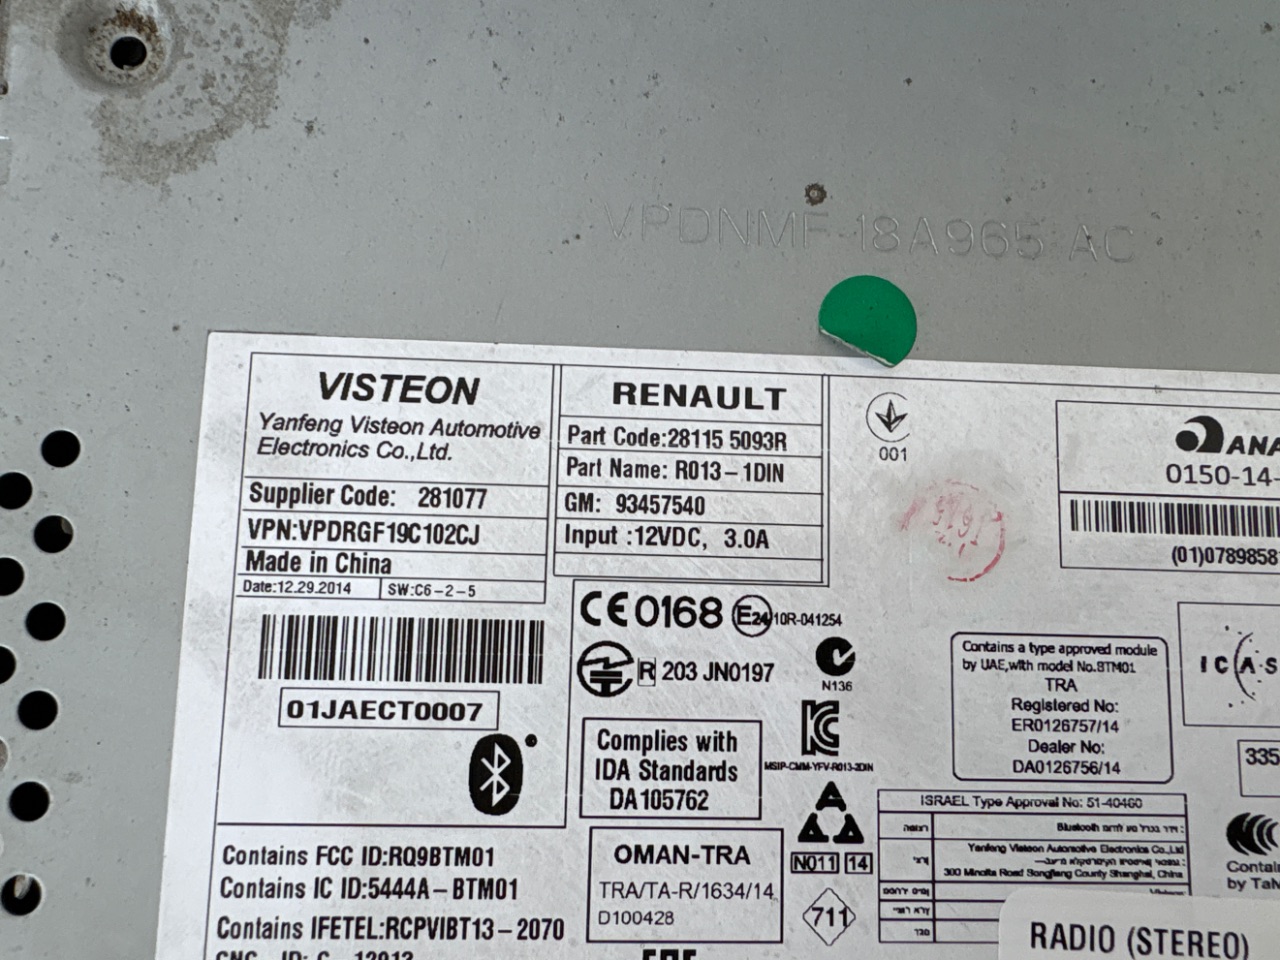 VPDNMF-18A965-AC
VISTEON
Yanfeng Visteon Automotive
Electronics Co.,Ltd.
Supplier Code: 281077
VPN:VPDRGF19C102CJ
Made in China
Date:12.29.2014
SW:C6-2-5
01JAECT0007
RENAULT
Part Code:28115 5093R
Part Name: R013-1DIN
GM: 93457540
Input :12VDC, 3.0A
001
ANA
0150-14-
(01)0789858
CE0168
E24
10R-041254
R 203 JN0197
N136
Complies with
IDA Standards
DA105762
MSIP-CMM-YFV-R013-2DIN
Contains a type approved module
by UAE,with model No.BTM01
TRA
Registered No:
ER0126757/14
Dealer No:
DA0126756/14
ICAS
335
ISRAEL Type Approval No: 51-40460
Bluetooth
Yanfeng Visteon Automotive Electronics Co.,Ltd
300 Minolta Road Songjiang County Shanghai, China
Contains FCC ID:RQ9BTM01
Contains IC ID:5444A-BTM01
Contains IFETEL:RCPVIBT13-2070
OMAN-TRA
TRA/TA-R/1634/14
D100428
N011 14
711
Contai
by TaN
RADIO (STEREO)